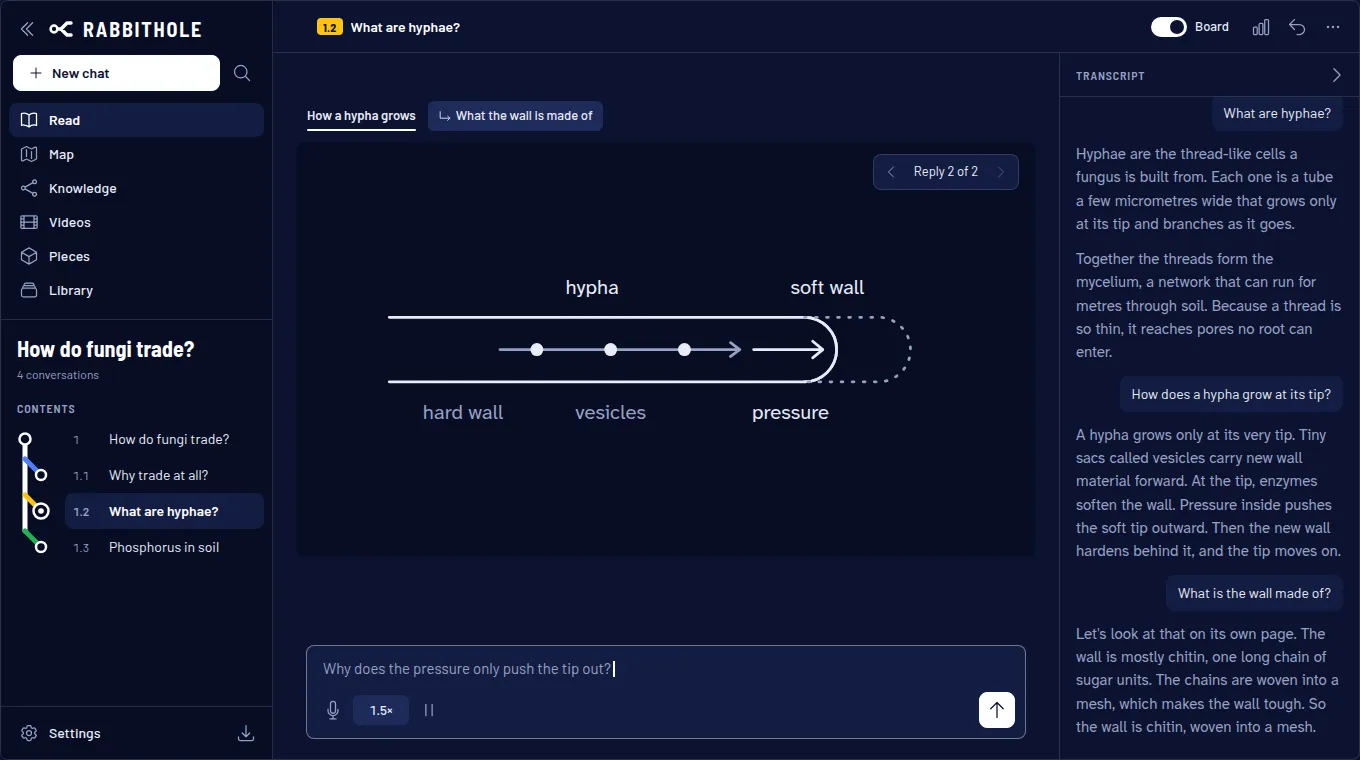 RABBITHOLE
New chat
Read
Map
Knowledge
Videos
Pieces
Library
How do fungi trade?
4 conversations
CONTENTS
1 How do fungi trade?
1.1 Why trade at all?
1.2 What are hyphae?
1.3 Phosphorus in soil
Settings
1.2 What are hyphae?
Board
How a hypha grows
What the wall is made of
Reply 2 of 2
hypha
soft wall
hard wall
vesicles
pressure
Why does the pressure only push the tip out?
1.5×
TRANSCRIPT
What are hyphae?
Hyphae are the thread-like cells a
fungus is built from. Each one is a tube
a few micrometres wide that grows only
at its tip and branches as it goes.
Together the threads form the
mycelium, a network that can run for
metres through soil. Because a thread is
so thin, it reaches pores no root can
enter.
How does a hypha grow at its tip?
A hypha grows only at its very tip. Tiny
sacs called vesicles carry new wall
material forward. At the tip, enzymes
soften the wall. Pressure inside pushes
the soft tip outward. Then the new wall
hardens behind it, and the tip moves on.
What is the wall made of?
Let's look at that on its own page. The
wall is mostly chitin, one long chain of
sugar units. The chains are woven into a
mesh, which makes the wall tough. So
the wall is chitin, woven into a mesh.